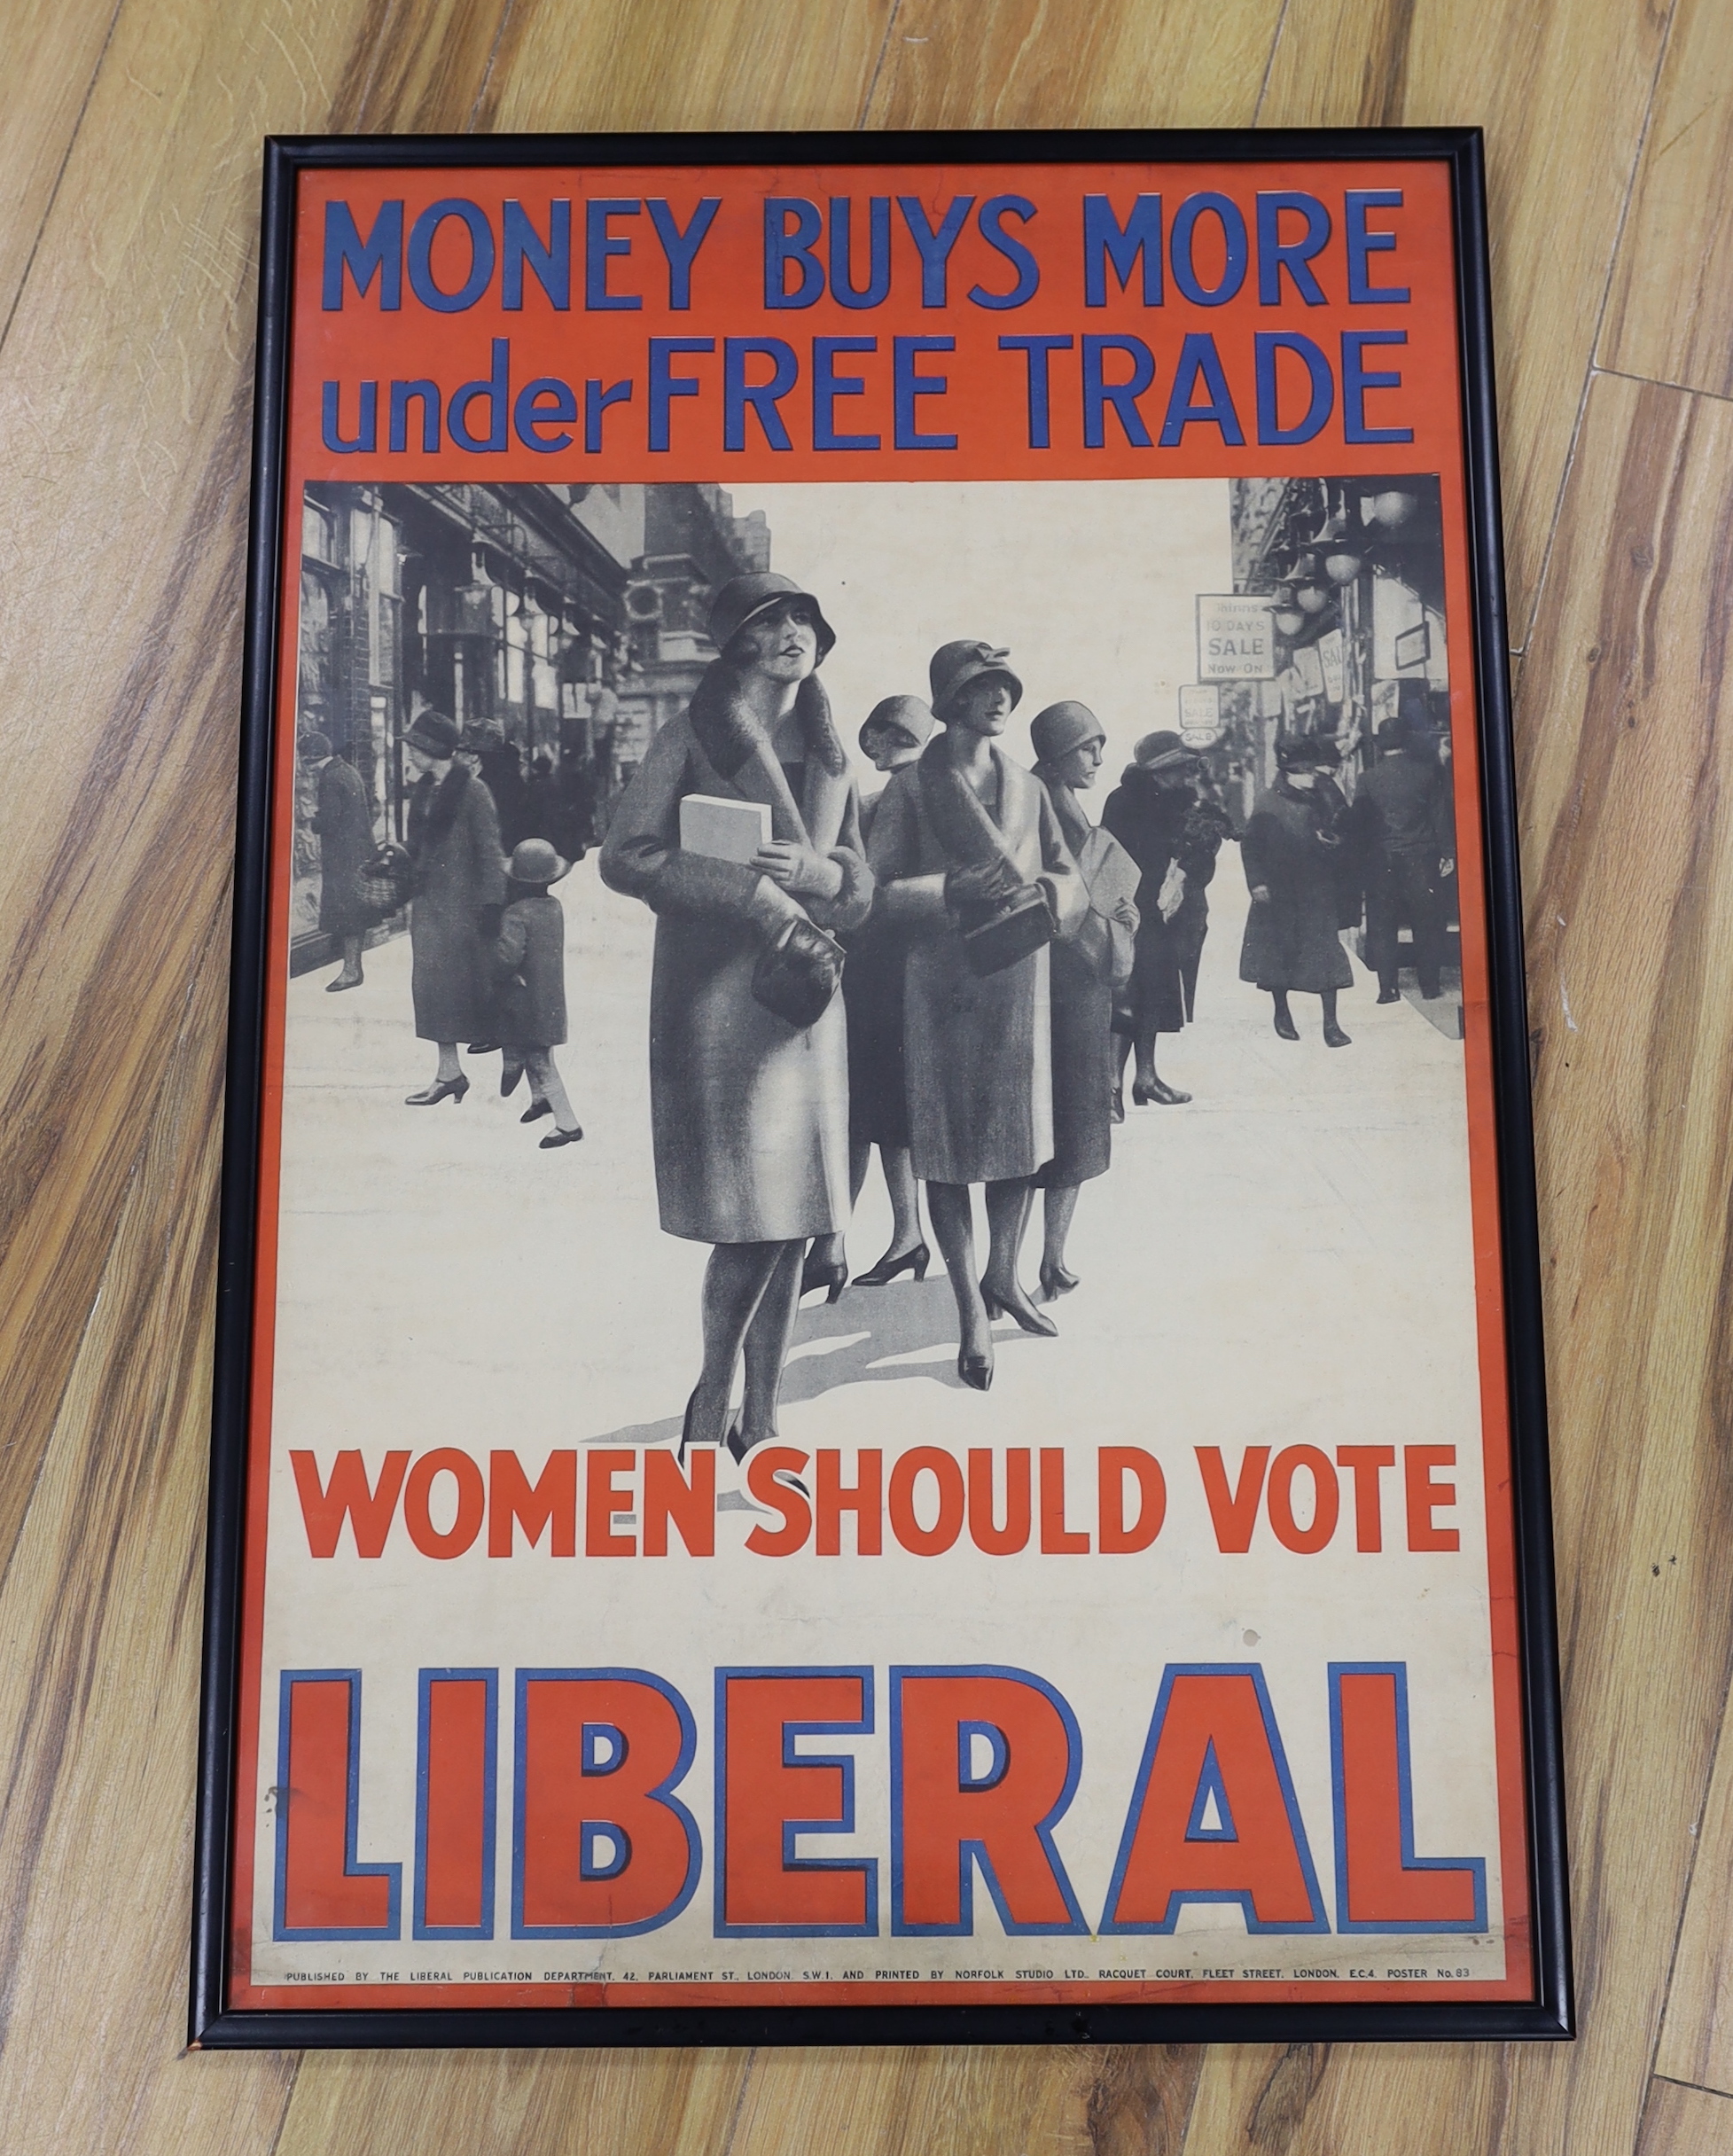 MONEY BUYS MORE
under FREE TRADE
10 DAYS
SALE
NOW-ON
SALE
SALE
WOMEN SHOULD VOTE
LIBERAL
PUBLISHED BY THE LIBERAL PUBLICATION DEPARTMENT, 42, PARLIAMENT ST., LONDON. S.W.1. AND PRINTED BY NORFOLK STUDIO LTD., RACQUET COURT, FLEET STREET, LONDON. E.C.4. POSTER No. 83